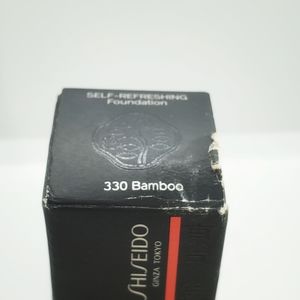 SELF-REFRESHING
Foundation
330 Bamboo
SHISEIDO
GINZA TOKYO